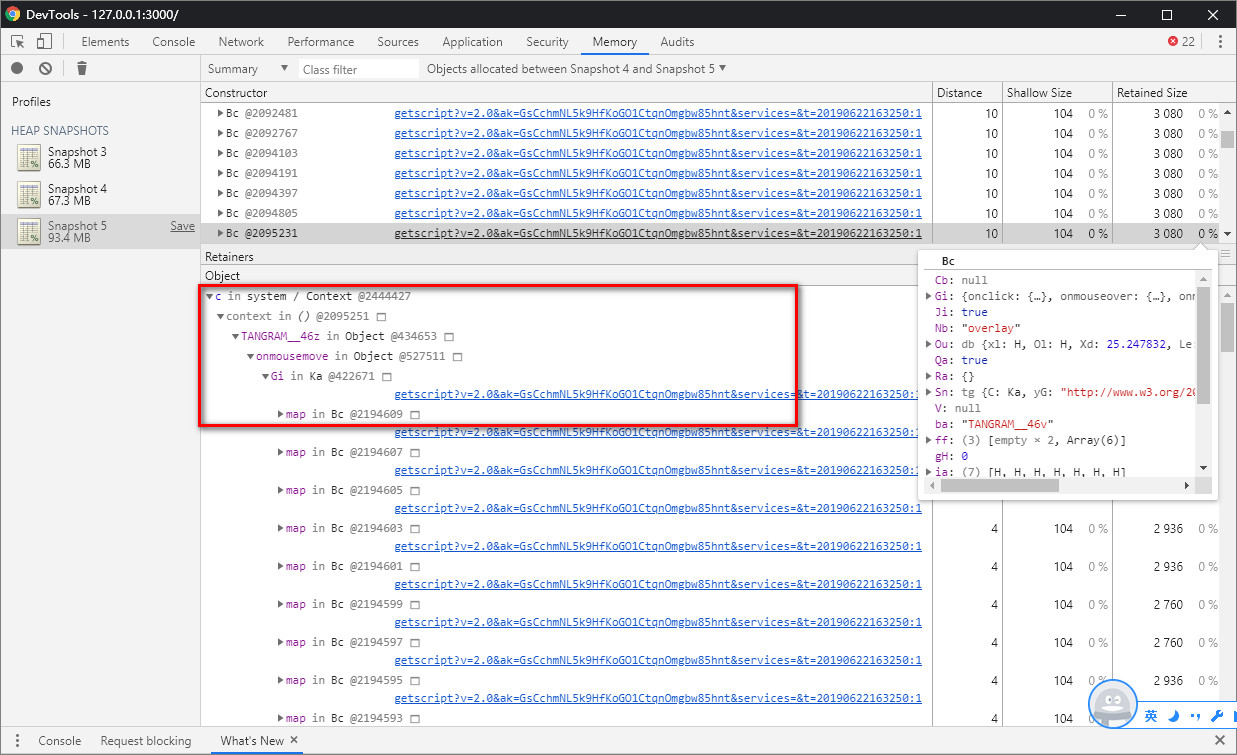 DevTools - 127.0.0.1:3000/
Elements Console Network Performance Sources Application Security Memory Audits 22
Summary Class filter Objects allocated between Snapshot 4 and Snapshot 5
Profiles
HEAP SNAPSHOTS
Snapshot 3
66.3 MB
Snapshot 4
67.3 MB
Snapshot 5 Save
93.4 MB
Constructor Distance Shallow Size Retained Size
Bc @2092481 getscript?v=2.0&ak=GsCchmNL5k9HfKoGO1CtqnOmgbw85hnt&services=&t=20190622163250:1 10 104 0 % 3 080 0 %
Bc @2092767 getscript?v=2.0&ak=GsCchmNL5k9HfKoGO1CtqnOmgbw85hnt&services=&t=20190622163250:1 10 104 0 % 3 080 0 %
Bc @2094103 getscript?v=2.0&ak=GsCchmNL5k9HfKoGO1CtqnOmgbw85hnt&services=&t=20190622163250:1 10 104 0 % 3 080 0 %
Bc @2094191 getscript?v=2.0&ak=GsCchmNL5k9HfKoGO1CtqnOmgbw85hnt&services=&t=20190622163250:1 10 104 0 % 3 080 0 %
Bc @2094397 getscript?v=2.0&ak=GsCchmNL5k9HfKoGO1CtqnOmgbw85hnt&services=&t=20190622163250:1 10 104 0 % 3 080 0 %
Bc @2094805 getscript?v=2.0&ak=GsCchmNL5k9HfKoGO1CtqnOmgbw85hnt&services=&t=20190622163250:1 10 104 0 % 3 080 0 %
Bc @2095231 getscript?v=2.0&ak=GsCchmNL5k9HfKoGO1CtqnOmgbw85hnt&services=&t=20190622163250:1 10 104 0 % 3 080 0 %
Retainers
Object
c in system / Context @2444427
context in () @2095251
TANGRAM__46z in Object @434653
onmousemove in Object @527511
Gi in Ka @422671
getscript?v=2.0&ak=GsCchmNL5k9HfKoGO1CtqnOmgbw85hnt&services=&t=20190622163250:1
map in Bc @2194609
getscript?v=2.0&ak=GsCchmNL5k9HfKoGO1CtqnOmgbw85hnt&services=&t=20190622163250:1
map in Bc @2194607
getscript?v=2.0&ak=GsCchmNL5k9HfKoGO1CtqnOmgbw85hnt&services=&t=20190622163250:1
map in Bc @2194605
getscript?v=2.0&ak=GsCchmNL5k9HfKoGO1CtqnOmgbw85hnt&services=&t=20190622163250:1
map in Bc @2194603 4 104 0 % 2 936 0 %
getscript?v=2.0&ak=GsCchmNL5k9HfKoGO1CtqnOmgbw85hnt&services=&t=20190622163250:1
map in Bc @2194601 4 104 0 % 2 936 0 %
getscript?v=2.0&ak=GsCchmNL5k9HfKoGO1CtqnOmgbw85hnt&services=&t=20190622163250:1
map in Bc @2194599 4 104 0 % 2 760 0 %
getscript?v=2.0&ak=GsCchmNL5k9HfKoGO1CtqnOmgbw85hnt&services=&t=20190622163250:1
map in Bc @2194597 4 104 0 % 2 760 0 %
getscript?v=2.0&ak=GsCchmNL5k9HfKoGO1CtqnOmgbw85hnt&services=&t=20190622163250:1
map in Bc @2194595 4 104 0 % 2 936 0 %
getscript?v=2.0&ak=GsCchmNL5k9HfKoGO1CtqnOmgbw85hnt&services=&t=20190622163250:1
map in Bc @2194593 4 104
Bc
Cb: null
Gi: {onclick: {…}, onmouseover: {…}, on
Ji: true
Nb: "overlay"
Ou: db {xl: H, Ol: H, Xd: 25.247832, Le:
Qa: true
Ra: {}
Sn: tg {C: Ka, yG: "http://www.w3.org/20
V: null
ba: "TANGRAM__46v"
ff: (3) [empty × 2, Array(6)]
gH: 0
ia: (7) [H, H, H, H, H, H, H]
英
Console Request blocking What's New